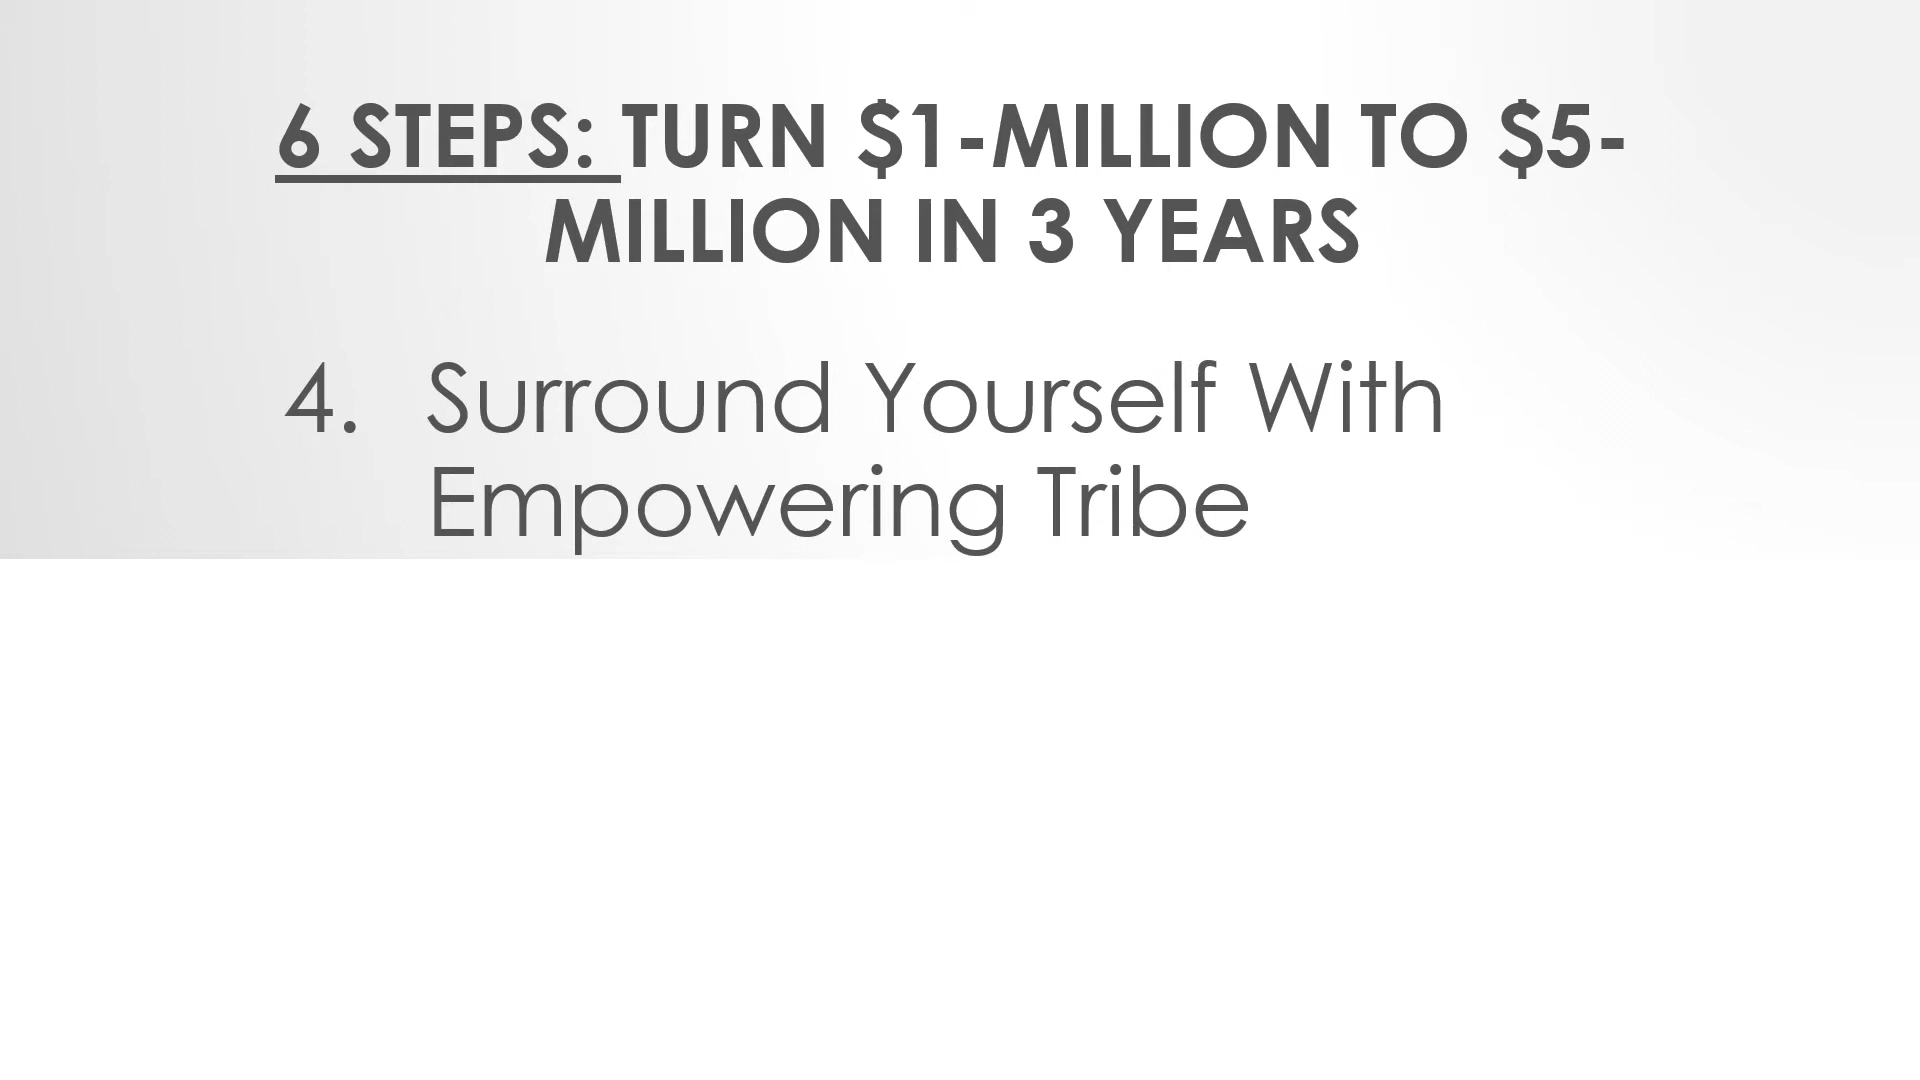 6 STEPS: TURN $1-MILLION TO $5-
MILLION IN 3 YEARS
4. Surround Yourself With
Empowering Tribe